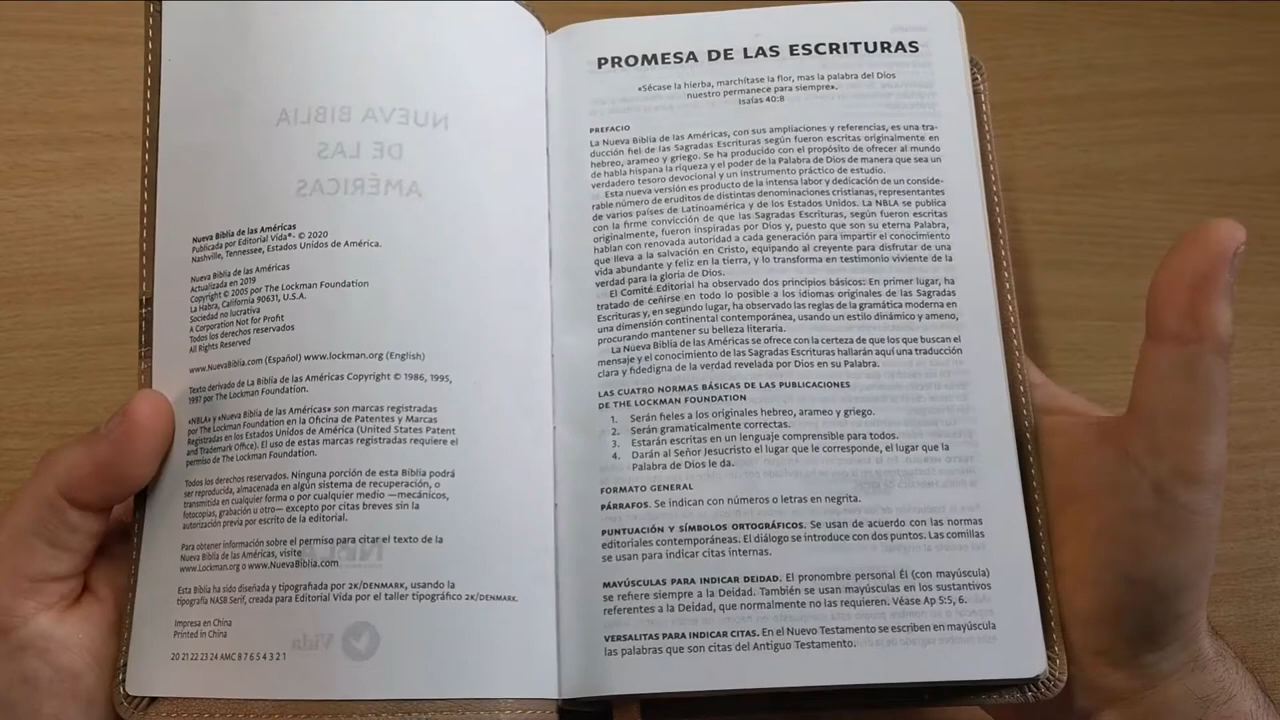 NUEVA BIBLIA
DE LAS
AMÉRICAS
Nueva Biblia de las Américas
Publicada por Editorial Vida®- © 2020
Nashville, Tennessee, Estados Unidos de América.
Nueva Biblia de las Américas
Actualizada en 2019
Copyright © 2005 por The Lockman Foundation
La Habra, California 90631, U.S.A.
Sociedad no lucrativa
A Corporation Not for Profit
Todos los derechos reservados
All Rights Reserved
www.NuevaBiblia.com (Español) www.lockman.org (English)
Texto derivado de La Biblia de las Américas Copyright © 1986, 1995,
1997 por The Lockman Foundation.
«NBLA» y «Nueva Biblia de las Américas» son marcas registradas
por The Lockman Foundation en la Oficina de Patentes y Marcas
Registradas en los Estados Unidos de América (United States Patent
and Trademark Office). El uso de estas marcas registradas requiere el
permiso de The Lockman Foundation.
Todos los derechos reservados. Ninguna porción de esta Biblia podrá
ser reproducida, almacenada en algún sistema de recuperación, o
transmitida en cualquier forma o por cualquier medio —mecánicos,
fotocopias, grabación u otro— excepto por citas breves sin la
autorización previa por escrito de la editorial.
Para obtener información sobre el permiso para citar el texto de la
Nueva Biblia de las Américas, visite
www.Lockman.org o www.NuevaBiblia.com
NBLA
Esta Biblia ha sido diseñada y tipografiada por 2K/DENMARK, usando la
tipografía NASB Serif, creada para Editorial Vida por el taller tipográfico 2K/DENMARK.
Impresa en China
Printed in China
Vida
20 21 22 23 24 AMC 8 7 6 5 4 3 2 1
PROMESA DE LAS ESCRITURAS
«Sécase la hierba, marchítase la flor, mas la palabra del Dios
nuestro permanece para siempre».
Isaías 40:8
PREFACIO
La Nueva Biblia de las Américas, con sus ampliaciones y referencias, es una tra-
ducción fiel de las Sagradas Escrituras según fueron escritas originalmente en
hebreo, arameo y griego. Se ha producido con el propósito de ofrecer al mundo
de habla hispana la riqueza y el poder de la Palabra de Dios de manera que sea un
verdadero tesoro devocional y un instrumento práctico de estudio.
Esta nueva versión es producto de la intensa labor y dedicación de un conside-
rable número de eruditos de distintas denominaciones cristianas, representantes
de varios países de Latinoamérica y de los Estados Unidos. La NBLA se publica
con la firme convicción de que las Sagradas Escrituras, según fueron escritas
originalmente, fueron inspiradas por Dios y, puesto que son su eterna Palabra,
hablan con renovada autoridad a cada generación para impartir el conocimiento
que lleva a la salvación en Cristo, equipando al creyente para disfrutar de una
vida abundante y feliz en la tierra, y lo transforma en testimonio viviente de la
verdad para la gloria de Dios.
El Comité Editorial ha observado dos principios básicos: En primer lugar, ha
tratado de ceñirse en todo lo posible a los idiomas originales de las Sagradas
Escrituras y, en segundo lugar, ha observado las reglas de la gramática moderna en
una dimensión continental contemporánea, usando un estilo dinámico y ameno,
procurando mantener su belleza literaria.
La Nueva Biblia de las Américas se ofrece con la certeza de que los que buscan el
mensaje y el conocimiento de las Sagradas Escrituras hallarán aquí una traducción
clara y fidedigna de la verdad revelada por Dios en su Palabra.
LAS CUATRO NORMAS BÁSICAS DE LAS PUBLICACIONES
DE THE LOCKMAN FOUNDATION
1. Serán fieles a los originales hebreo, arameo y griego.
2. Serán gramaticalmente correctas.
3. Estarán escritas en un lenguaje comprensible para todos.
4. Darán al Señor Jesucristo el lugar que le corresponde, el lugar que la
Palabra de Dios le da.
FORMATO GENERAL
PÁRRAFOS. Se indican con números o letras en negrita.
PUNTUACIÓN Y SÍMBOLOS ORTOGRÁFICOS. Se usan de acuerdo con las normas
editoriales contemporáneas. El diálogo se introduce con dos puntos. Las comillas
se usan para indicar citas internas.
MAYÚSCULAS PARA INDICAR DEIDAD. El pronombre personal Él (con mayúscula)
se refiere siempre a la Deidad. También se usan mayúsculas en los sustantivos
referentes a la Deidad, que normalmente no las requieren. Véase Ap 5:5, 6.
VERSALITAS PARA INDICAR CITAS. En el Nuevo Testamento se escriben en mayúscula
las palabras que son citas del Antiguo Testamento.